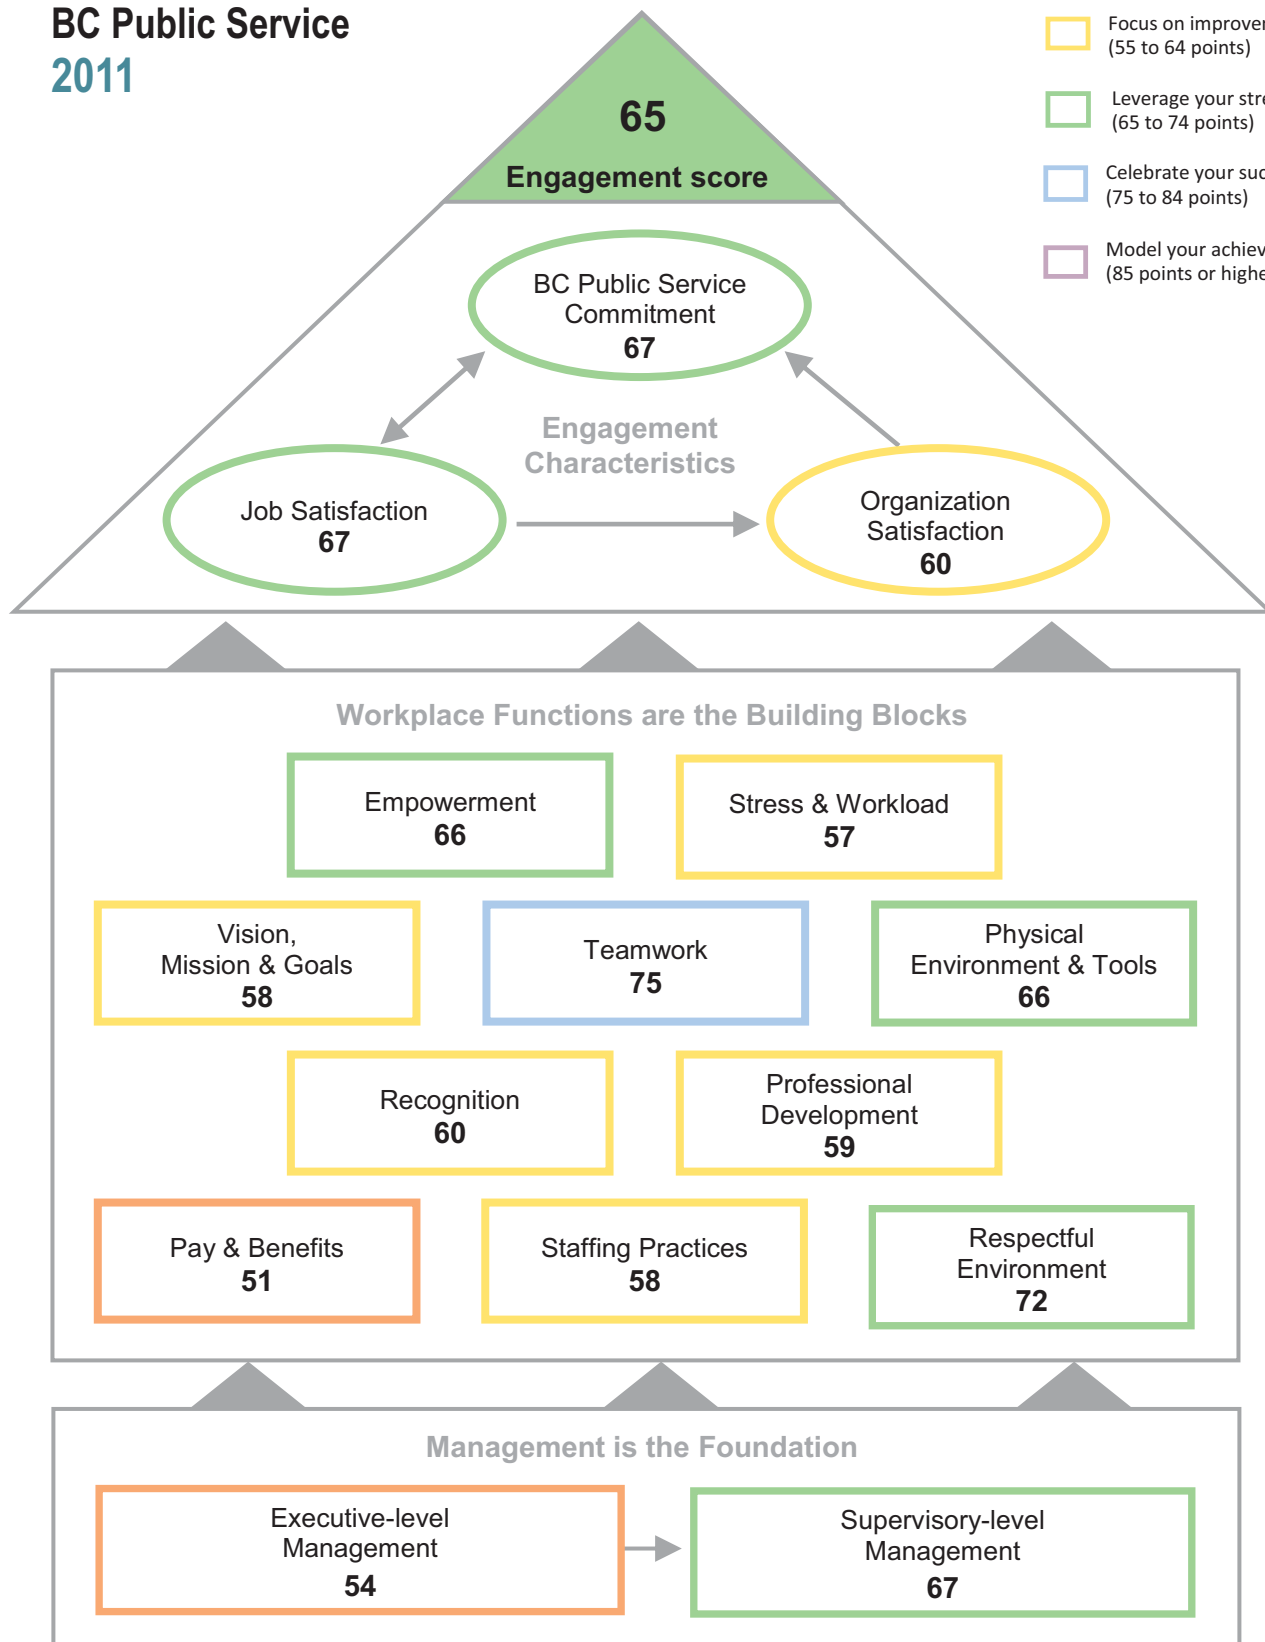 BC Public Service
2011
Focus on improve
(55 to 64 points)
Leverage your stre
(65 to 74 points)
Celebrate your suc
(75 to 84 points)
Model your achiev
(85 points or highe
65
Engagement score
BC Public Service
Commitment
67
Engagement
Characteristics
Job Satisfaction
67
Organization
Satisfaction
60
Workplace Functions are the Building Blocks
Empowerment
66
Stress & Workload
57
Vision,
Mission & Goals
58
Teamwork
75
Physical
Environment & Tools
66
Recognition
60
Professional
Development
59
Pay & Benefits
51
Staffing Practices
58
Respectful
Environment
72
Management is the Foundation
Executive-level
Management
54
Supervisory-level
Management
67